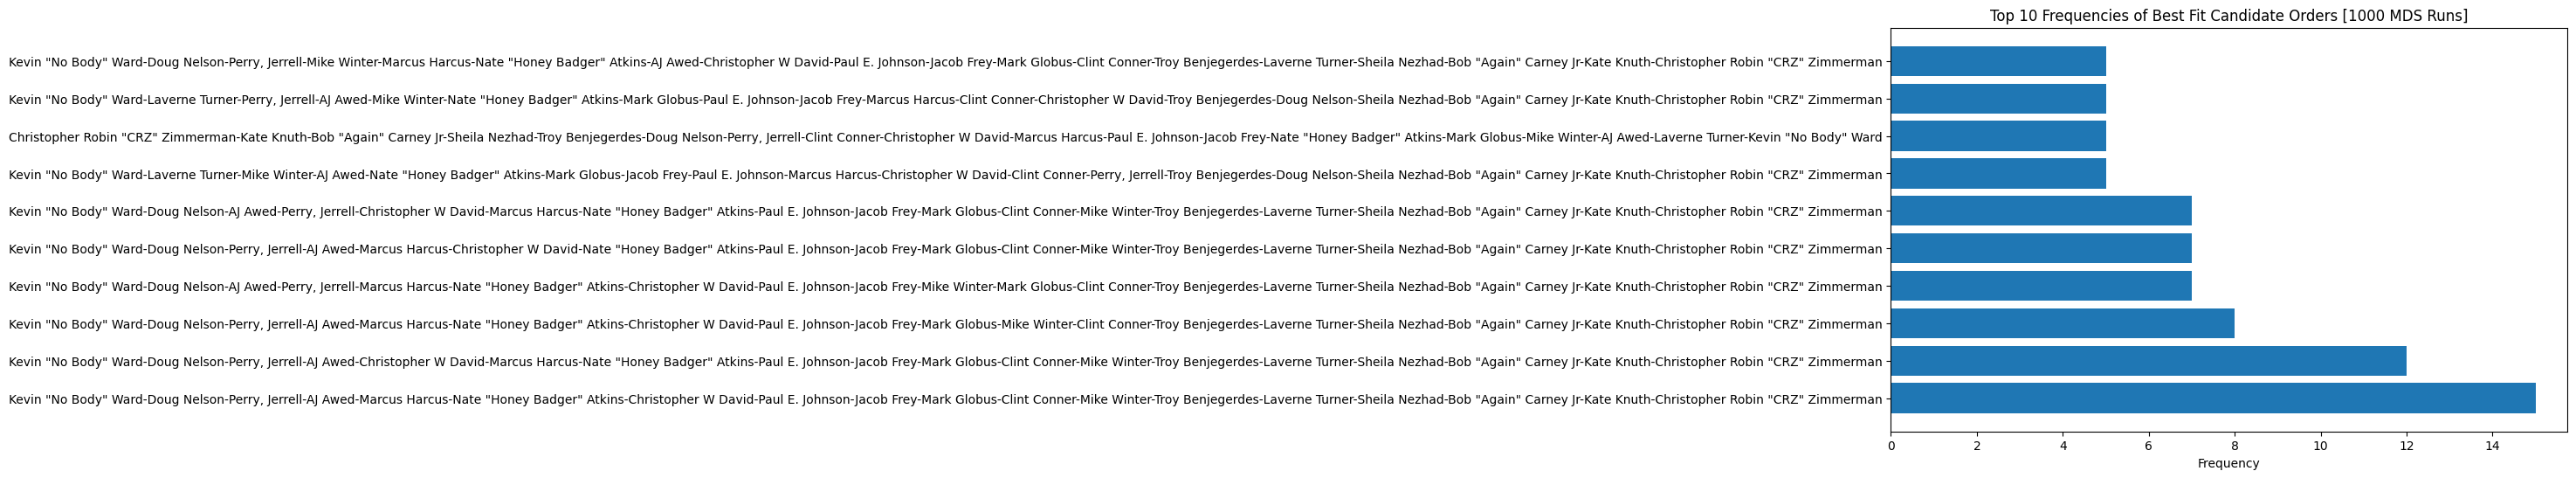 Top 10 Frequencies of Best Fit Candidate Orders [1000 MDS Runs]
Kevin "No Body" Ward-Doug Nelson-Perry, Jerrell-Mike Winter-Marcus Harcus-Nate "Honey Badger" Atkins-AJ Awed-Christopher W David-Paul E. Johnson-Jacob Frey-Mark Globus-Clint Conner-Troy Benjegerdes-Laverne Turner-Sheila Nezhad-Bob "Again" Carney Jr-Kate Knuth-Christopher Robin "CRZ" Zimmerman
Kevin "No Body" Ward-Laverne Turner-Perry, Jerrell-AJ Awed-Mike Winter-Nate "Honey Badger" Atkins-Mark Globus-Paul E. Johnson-Jacob Frey-Marcus Harcus-Clint Conner-Christopher W David-Troy Benjegerdes-Doug Nelson-Sheila Nezhad-Bob "Again" Carney Jr-Kate Knuth-Christopher Robin "CRZ" Zimmerman
Christopher Robin "CRZ" Zimmerman-Kate Knuth-Bob "Again" Carney Jr-Sheila Nezhad-Troy Benjegerdes-Doug Nelson-Perry, Jerrell-Clint Conner-Christopher W David-Marcus Harcus-Paul E. Johnson-Jacob Frey-Nate "Honey Badger" Atkins-Mark Globus-Mike Winter-AJ Awed-Laverne Turner-Kevin "No Body" Ward
Kevin "No Body" Ward-Laverne Turner-Mike Winter-AJ Awed-Nate "Honey Badger" Atkins-Mark Globus-Jacob Frey-Paul E. Johnson-Marcus Harcus-Christopher W David-Clint Conner-Perry, Jerrell-Troy Benjegerdes-Doug Nelson-Sheila Nezhad-Bob "Again" Carney Jr-Kate Knuth-Christopher Robin "CRZ" Zimmerman
Kevin "No Body" Ward-Doug Nelson-AJ Awed-Perry, Jerrell-Christopher W David-Marcus Harcus-Nate "Honey Badger" Atkins-Paul E. Johnson-Jacob Frey-Mark Globus-Clint Conner-Mike Winter-Troy Benjegerdes-Laverne Turner-Sheila Nezhad-Bob "Again" Carney Jr-Kate Knuth-Christopher Robin "CRZ" Zimmerman
Kevin "No Body" Ward-Doug Nelson-Perry, Jerrell-AJ Awed-Marcus Harcus-Christopher W David-Nate "Honey Badger" Atkins-Paul E. Johnson-Jacob Frey-Mark Globus-Clint Conner-Mike Winter-Troy Benjegerdes-Laverne Turner-Sheila Nezhad-Bob "Again" Carney Jr-Kate Knuth-Christopher Robin "CRZ" Zimmerman
Kevin "No Body" Ward-Doug Nelson-AJ Awed-Perry, Jerrell-Marcus Harcus-Nate "Honey Badger" Atkins-Christopher W David-Paul E. Johnson-Jacob Frey-Mike Winter-Mark Globus-Clint Conner-Troy Benjegerdes-Laverne Turner-Sheila Nezhad-Bob "Again" Carney Jr-Kate Knuth-Christopher Robin "CRZ" Zimmerman
Kevin "No Body" Ward-Doug Nelson-Perry, Jerrell-AJ Awed-Marcus Harcus-Nate "Honey Badger" Atkins-Christopher W David-Paul E. Johnson-Jacob Frey-Mark Globus-Mike Winter-Clint Conner-Troy Benjegerdes-Laverne Turner-Sheila Nezhad-Bob "Again" Carney Jr-Kate Knuth-Christopher Robin "CRZ" Zimmerman
Kevin "No Body" Ward-Doug Nelson-Perry, Jerrell-AJ Awed-Christopher W David-Marcus Harcus-Nate "Honey Badger" Atkins-Paul E. Johnson-Jacob Frey-Mark Globus-Clint Conner-Mike Winter-Troy Benjegerdes-Laverne Turner-Sheila Nezhad-Bob "Again" Carney Jr-Kate Knuth-Christopher Robin "CRZ" Zimmerman
Kevin "No Body" Ward-Doug Nelson-Perry, Jerrell-AJ Awed-Marcus Harcus-Nate "Honey Badger" Atkins-Christopher W David-Paul E. Johnson-Jacob Frey-Mark Globus-Clint Conner-Mike Winter-Troy Benjegerdes-Laverne Turner-Sheila Nezhad-Bob "Again" Carney Jr-Kate Knuth-Christopher Robin "CRZ" Zimmerman
0 2 4 6 8 10 12 14
Frequency